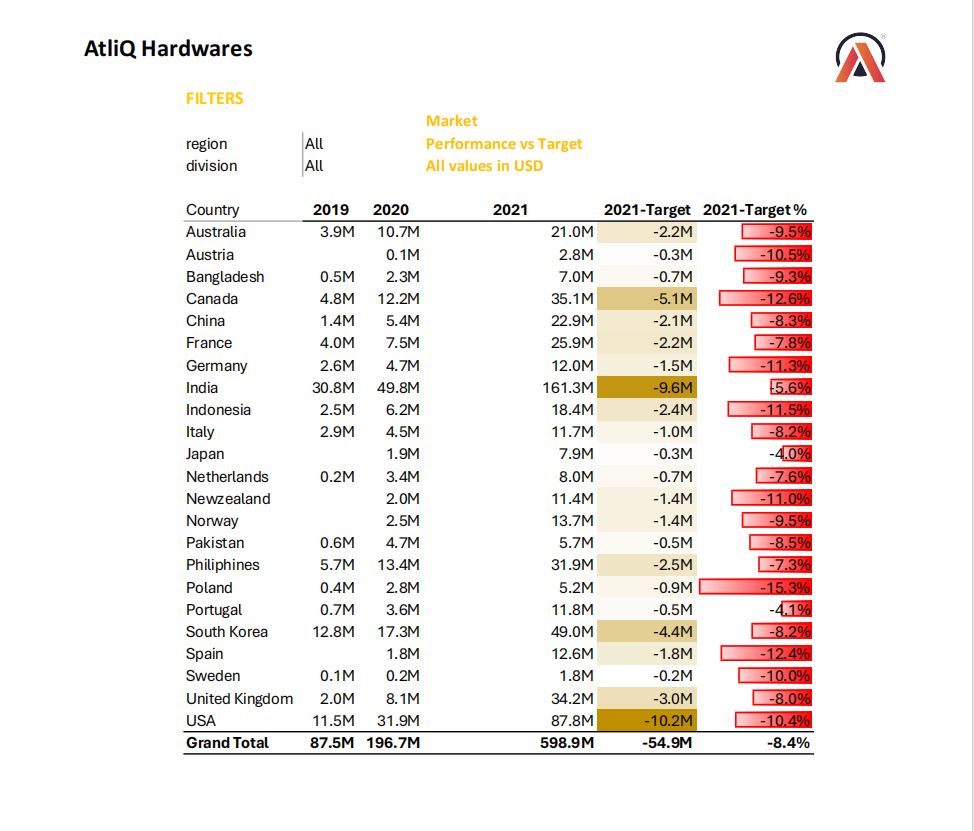 AtliQ Hardwares
®
FILTERS
Market
region All Performance vs Target
division All All values in USD
Country 2019 2020 2021 2021-Target 2021-Target %
Australia 3.9M 10.7M 21.0M -2.2M -9.5%
Austria 0.1M 2.8M -0.3M -10.5%
Bangladesh 0.5M 2.3M 7.0M -0.7M -9.3%
Canada 4.8M 12.2M 35.1M -5.1M -12.6%
China 1.4M 5.4M 22.9M -2.1M -8.3%
France 4.0M 7.5M 25.9M -2.2M -7.8%
Germany 2.6M 4.7M 12.0M -1.5M -11.3%
India 30.8M 49.8M 161.3M -9.6M -5.6%
Indonesia 2.5M 6.2M 18.4M -2.4M -11.5%
Italy 2.9M 4.5M 11.7M -1.0M -8.2%
Japan 1.9M 7.9M -0.3M -4.0%
Netherlands 0.2M 3.4M 8.0M -0.7M -7.6%
Newzealand 2.0M 11.4M -1.4M -11.0%
Norway 2.5M 13.7M -1.4M -9.5%
Pakistan 0.6M 4.7M 5.7M -0.5M -8.5%
Philiphines 5.7M 13.4M 31.9M -2.5M -7.3%
Poland 0.4M 2.8M 5.2M -0.9M -15.3%
Portugal 0.7M 3.6M 11.8M -0.5M -4.1%
South Korea 12.8M 17.3M 49.0M -4.4M -8.2%
Spain 1.8M 12.6M -1.8M -12.4%
Sweden 0.1M 0.2M 1.8M -0.2M -10.0%
United Kingdom 2.0M 8.1M 34.2M -3.0M -8.0%
USA 11.5M 31.9M 87.8M -10.2M -10.4%
Grand Total 87.5M 196.7M 598.9M -54.9M -8.4%